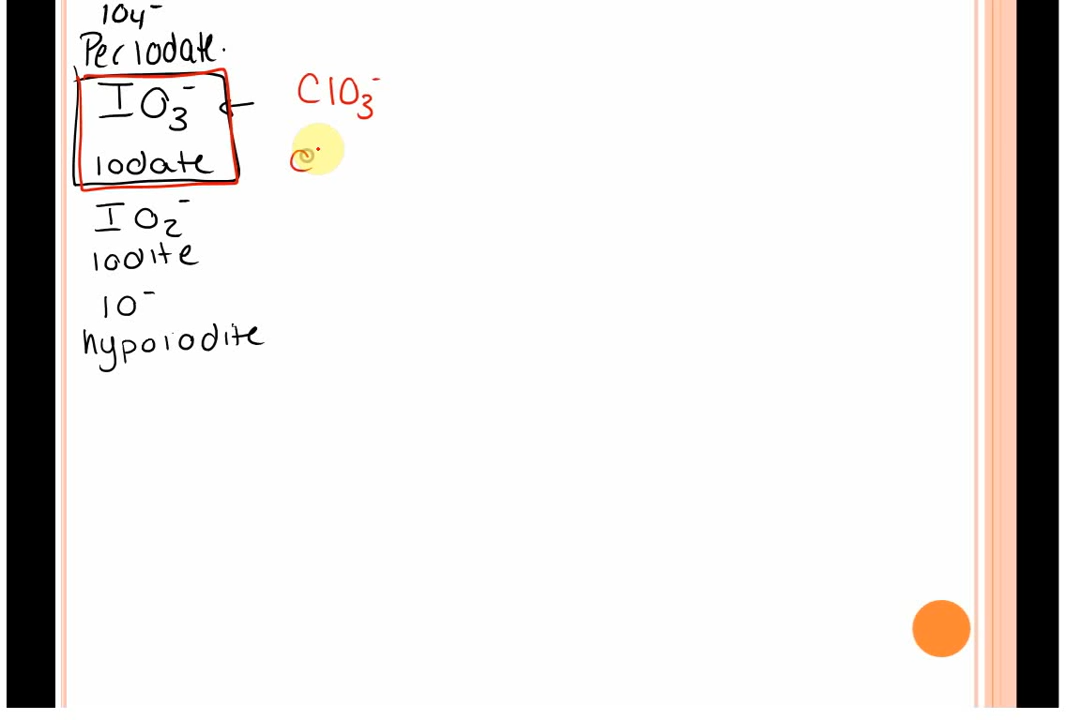 IO4⁻
Periodate.
IO₃⁻
iodate
IO₂⁻
iodite
IO⁻
hypoiodite
ClO₃⁻
C